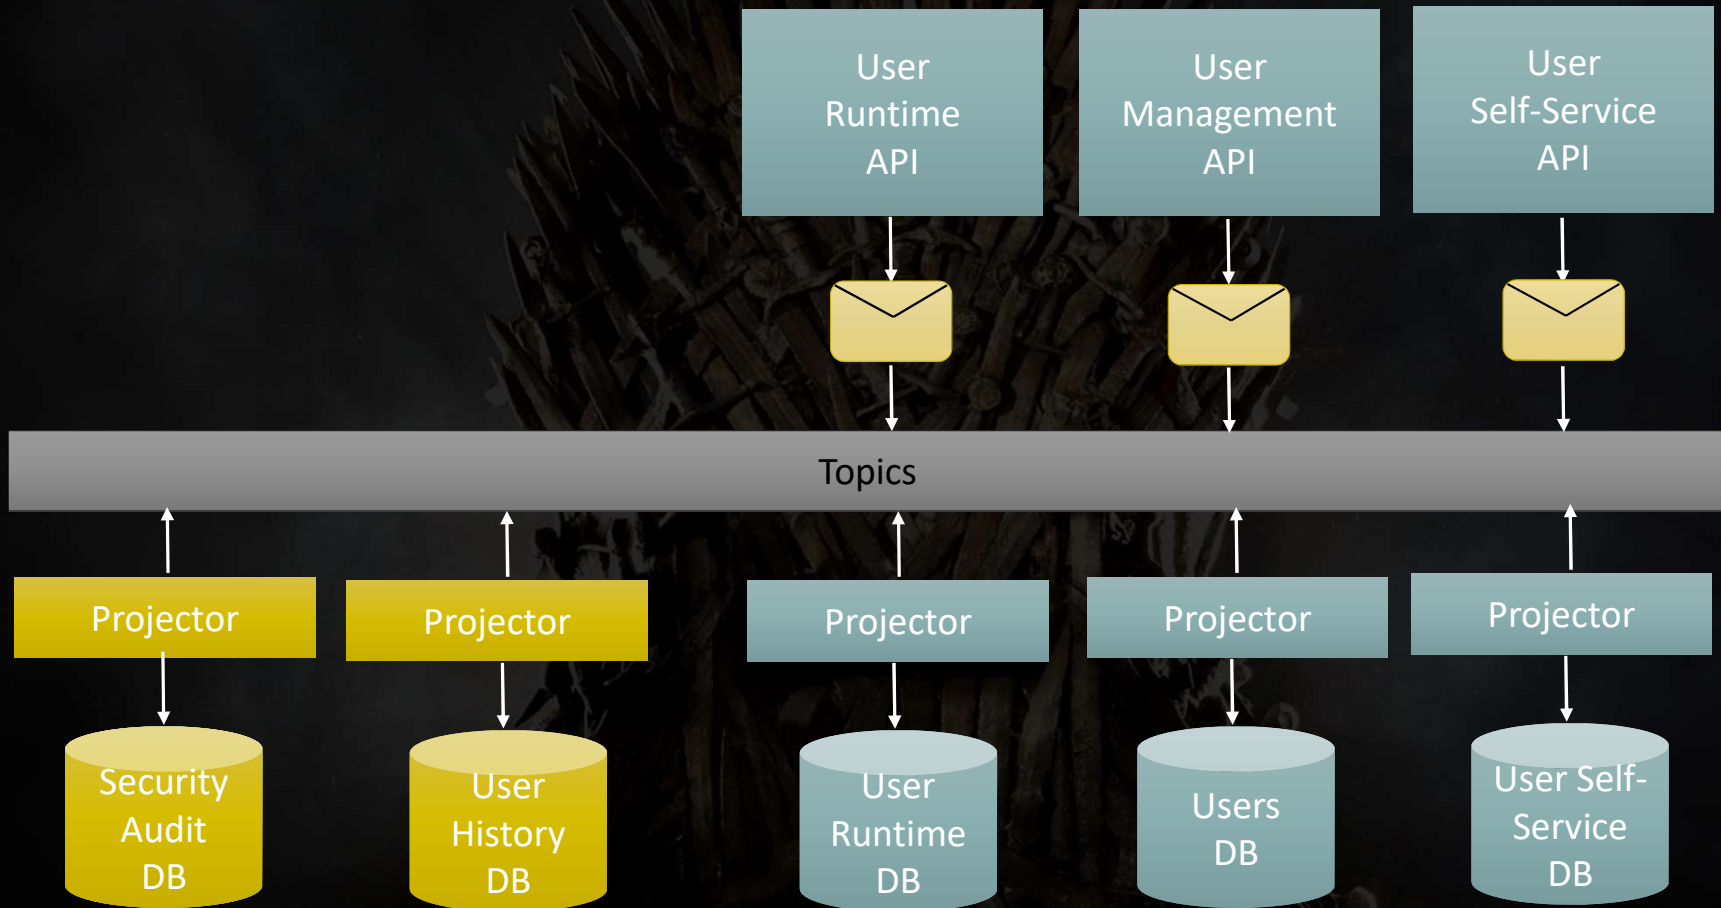 User
Runtime
API
User
Management
API
User
Self-Service
API
Topics
Projector
Projector
Projector
Projector
Projector
Security
Audit
DB
User
History
DB
User
Runtime
DB
Users
DB
User Self-
Service
DB